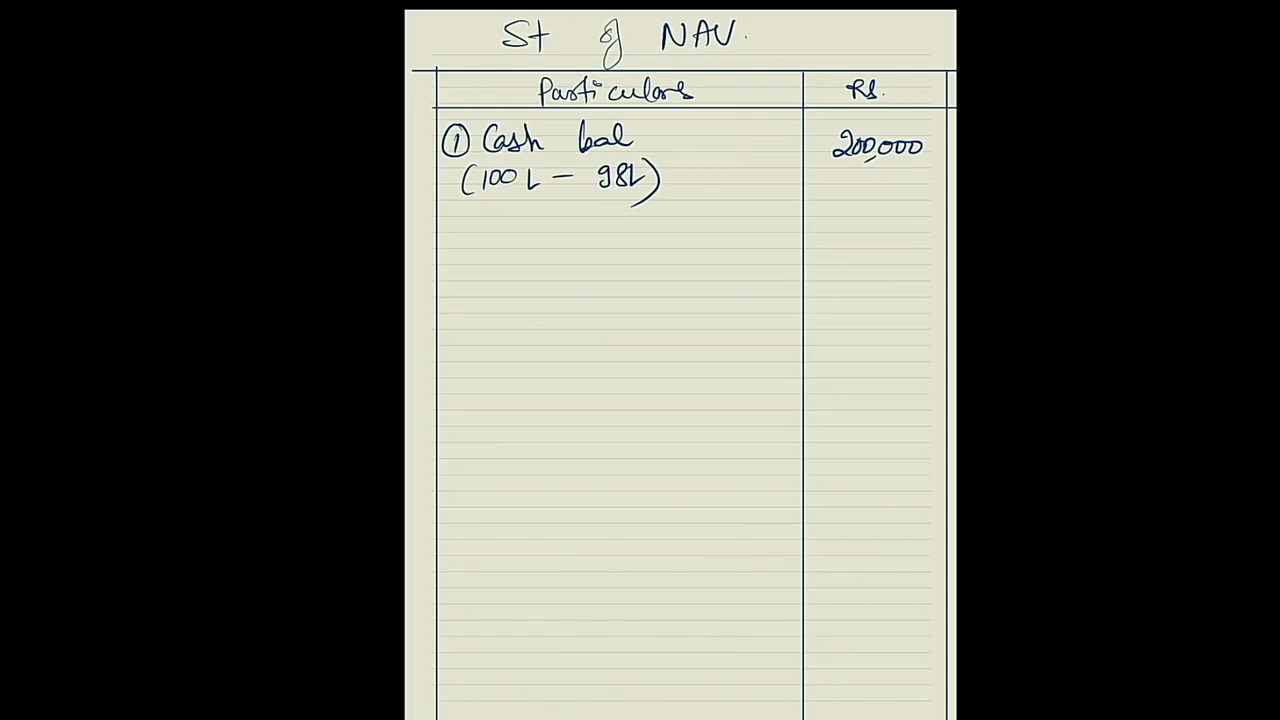 St of NAV.
Particulars Rs.
① Cash bal 200,000
(100 L - 98L)